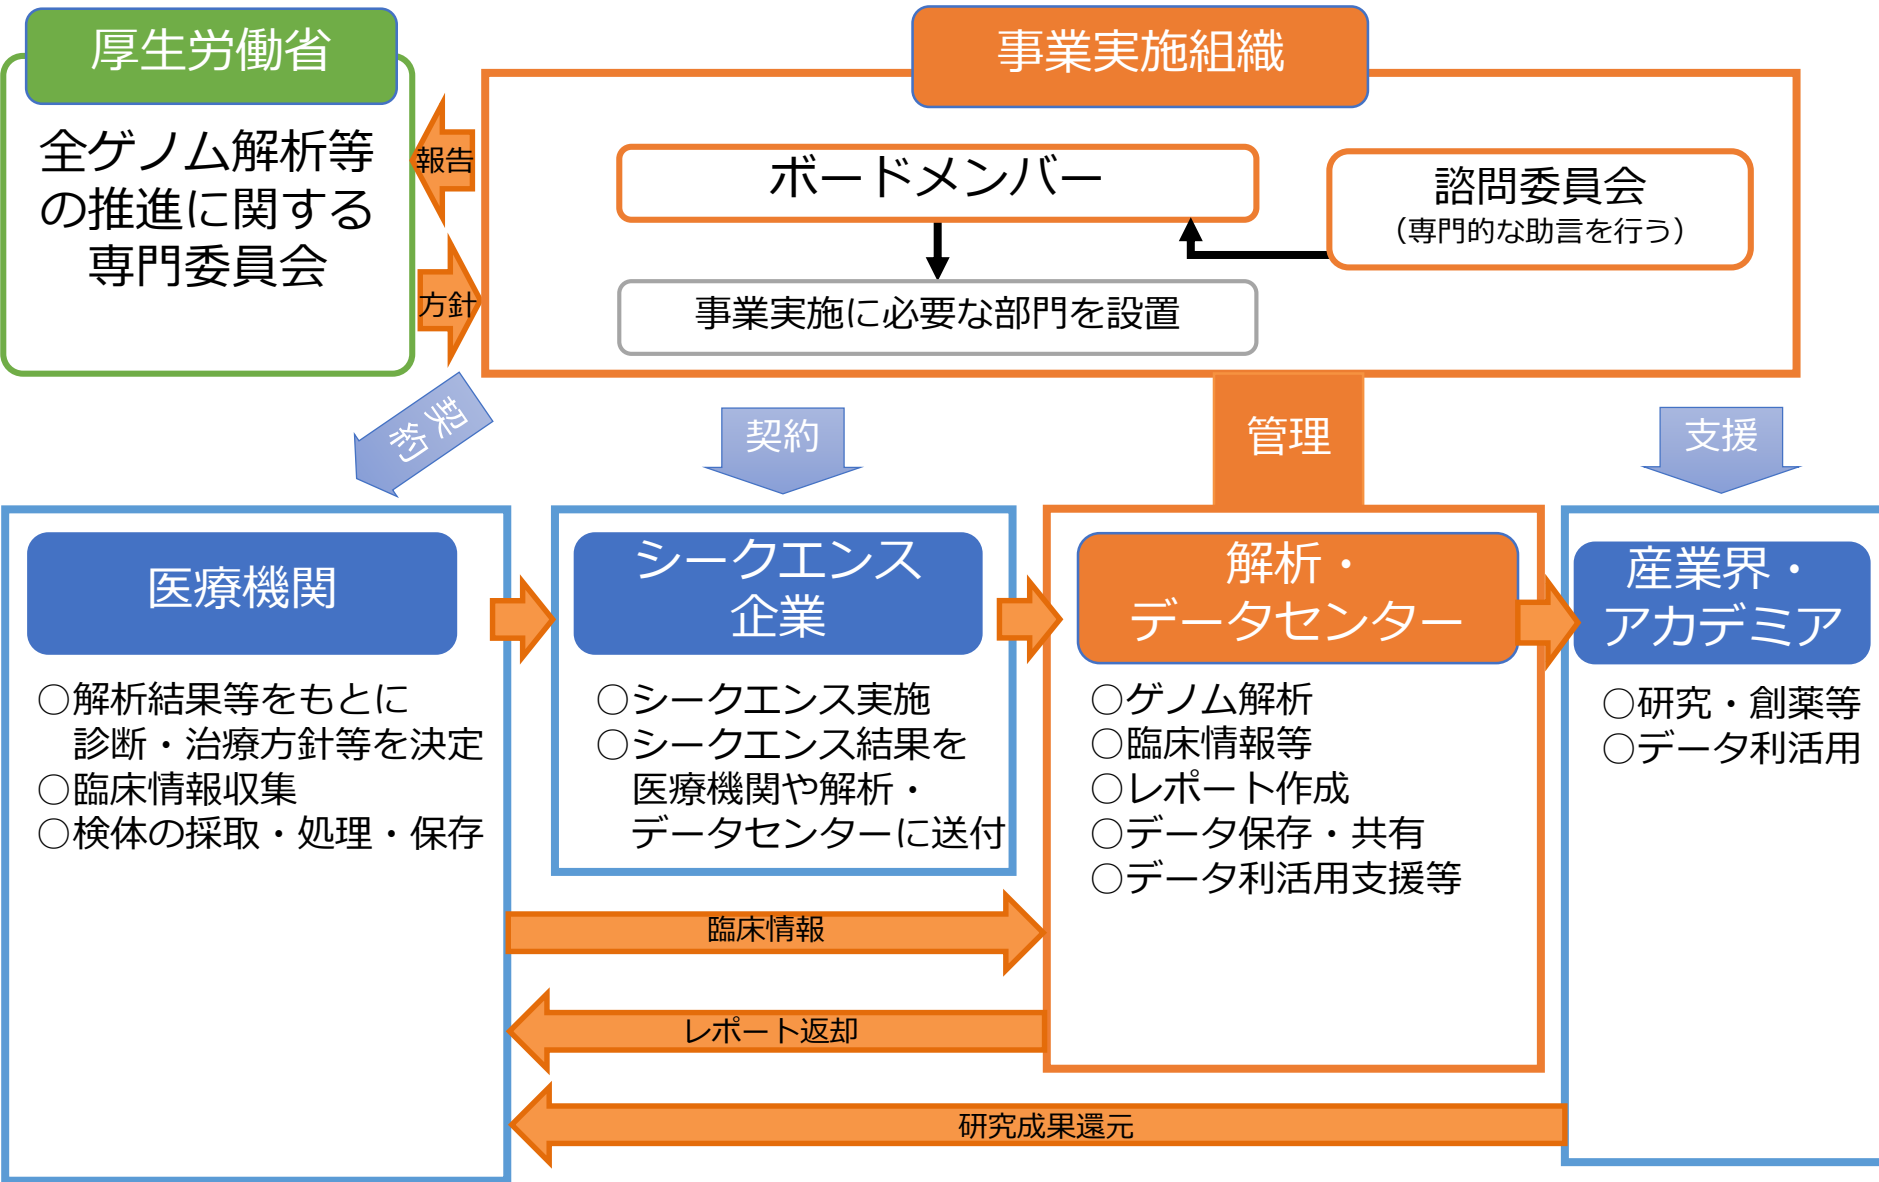 厚生労働省
全ゲノム解析等
の推進に関する
専門委員会
報告
方針
事業実施組織
ボードメンバー
諮問委員会
（専門的な助言を行う）
事業実施に必要な部門を設置
契約
契約
管理
支援
医療機関
○解析結果等をもとに
診断・治療方針等を決定
○臨床情報収集
○検体の採取・処理・保存
シークエンス
企業
○シークエンス実施
○シークエンス結果を
医療機関や解析・
データセンターに送付
解析・
データセンター
○ゲノム解析
○臨床情報等
○レポート作成
○データ保存・共有
○データ利活用支援等
産業界・
アカデミア
○研究・創薬等
○データ利活用
臨床情報
レポート返却
研究成果還元